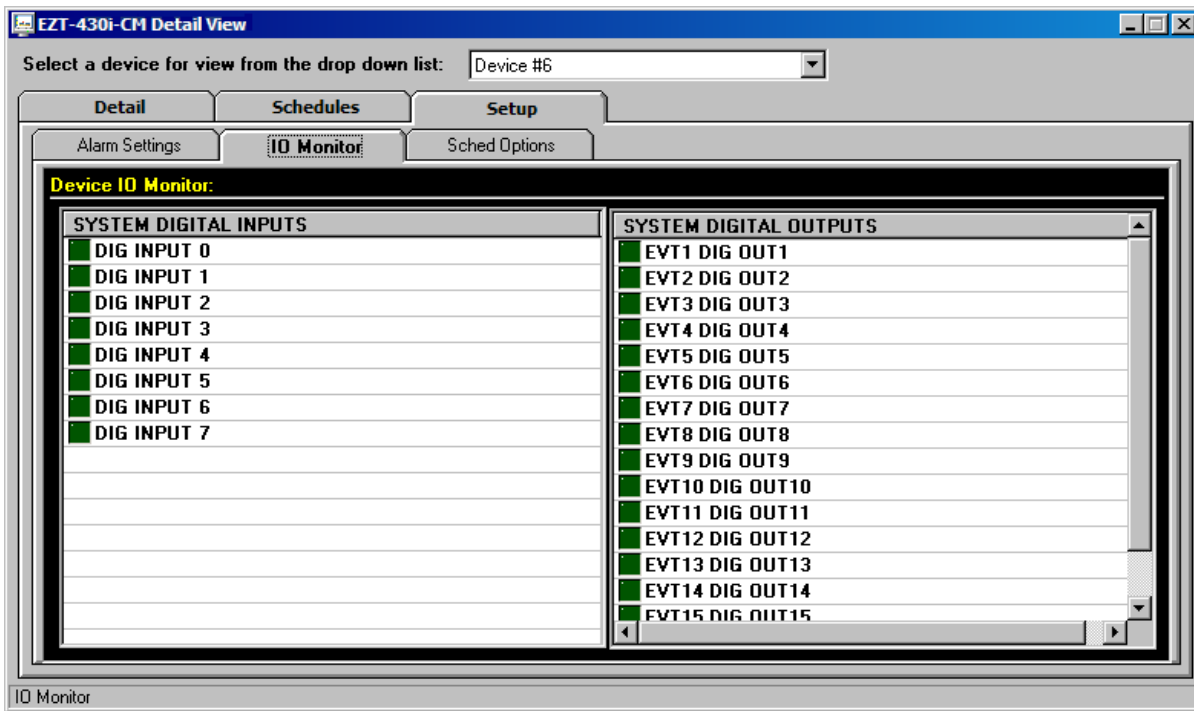 EZT-430i-CM Detail View
Select a device for view from the drop down list: Device #6
Detail Schedules Setup
Alarm Settings IO Monitor Sched Options
Device IO Monitor:
SYSTEM DIGITAL INPUTS
DIG INPUT 0
DIG INPUT 1
DIG INPUT 2
DIG INPUT 3
DIG INPUT 4
DIG INPUT 5
DIG INPUT 6
DIG INPUT 7
SYSTEM DIGITAL OUTPUTS
EVT1 DIG OUT1
EVT2 DIG OUT2
EVT3 DIG OUT3
EVT4 DIG OUT4
EVT5 DIG OUT5
EVT6 DIG OUT6
EVT7 DIG OUT7
EVT8 DIG OUT8
EVT9 DIG OUT9
EVT10 DIG OUT10
EVT11 DIG OUT11
EVT12 DIG OUT12
EVT13 DIG OUT13
EVT14 DIG OUT14
EVT15 DIG OUT15
IO Monitor